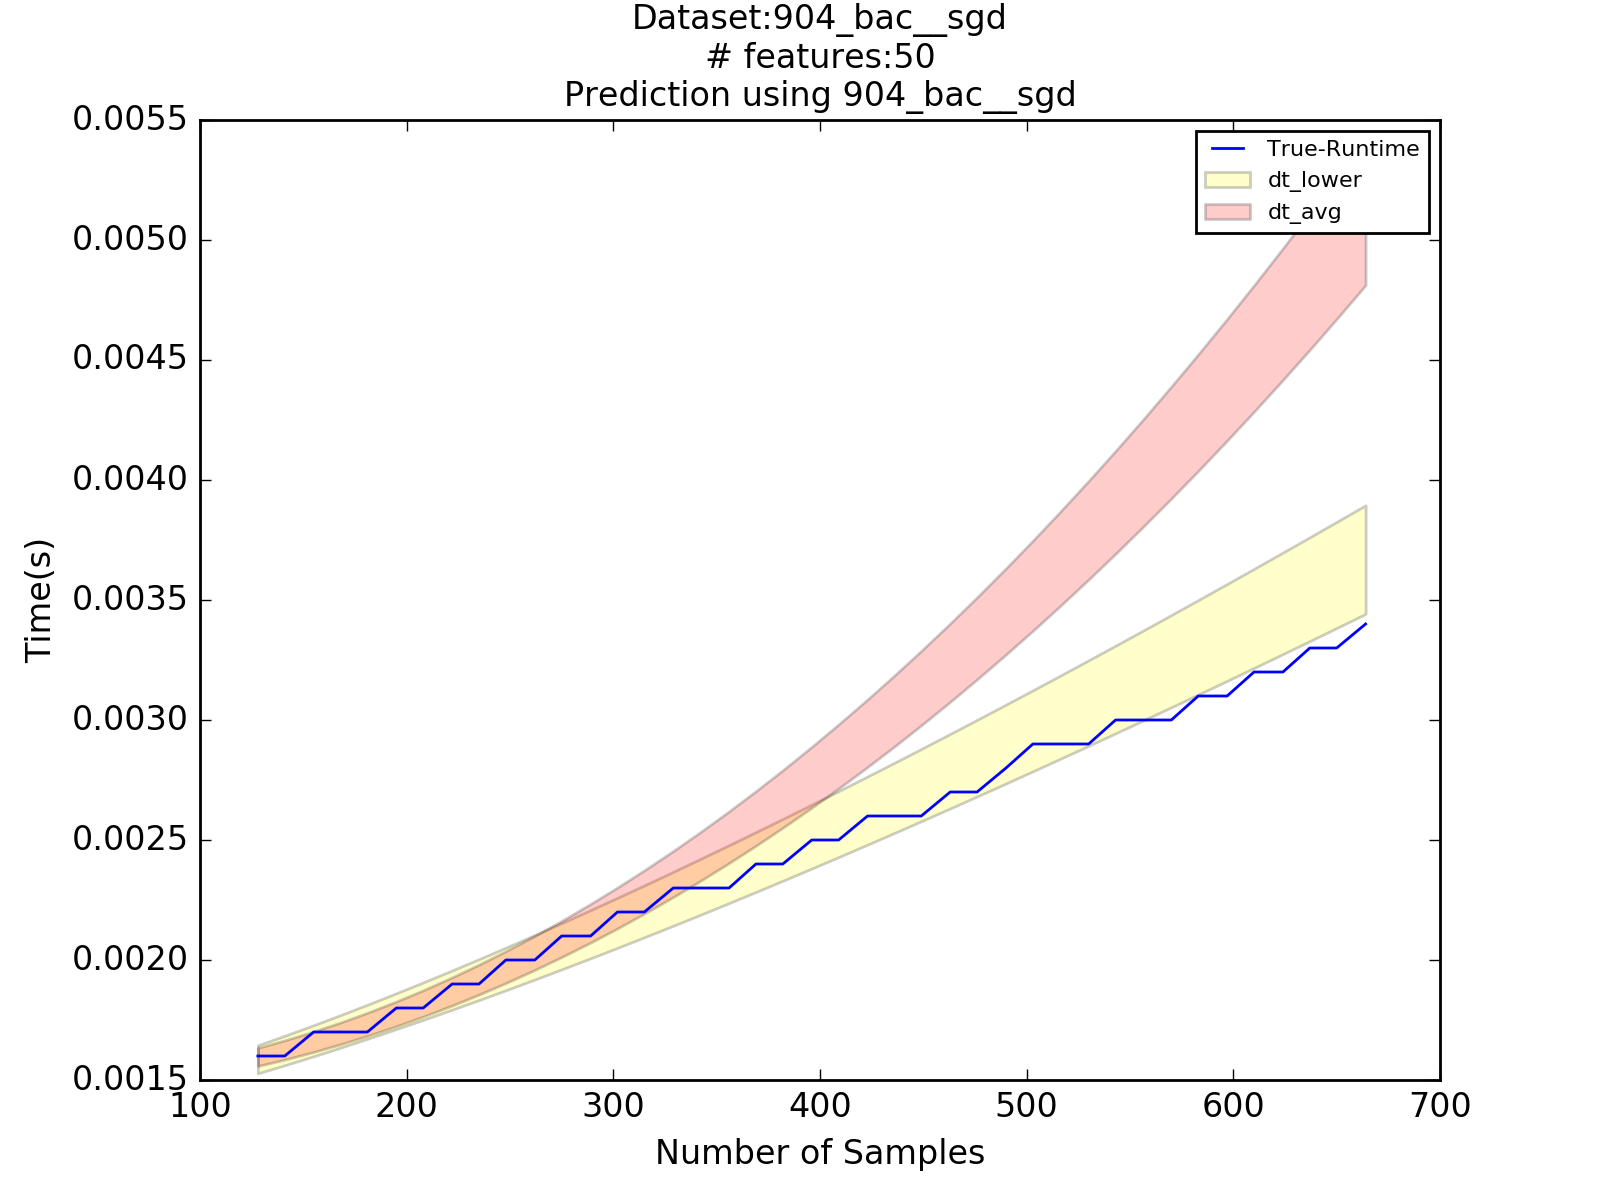 Dataset:904_bac__sgd
# features:50
Prediction using 904_bac__sgd
0.0055
0.0050
0.0045
0.0040
0.0035
0.0030
0.0025
0.0020
0.0015
Time(s)
True-Runtime
dt_lower
dt_avg
100 200 300 400 500 600 700
Number of Samples